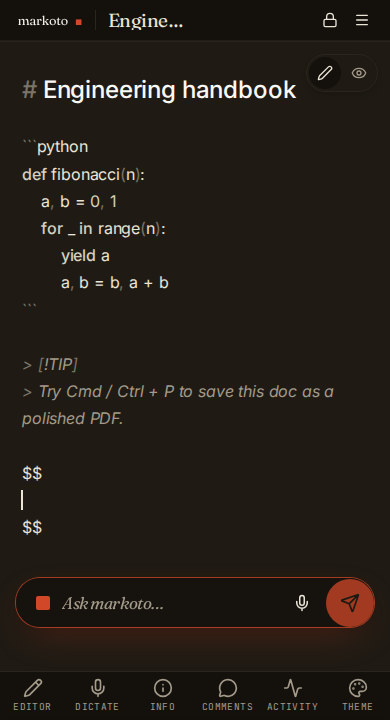 markoto
Engine...
# Engineering handbook
```python
def fibonacci(n):
    a, b = 0, 1
    for _ in range(n):
        yield a
        a, b = b, a + b
```
> [!TIP]
> Try Cmd / Ctrl + P to save this doc as a
polished PDF.
$$
$$
Ask markoto...
EDITOR DICTATE INFO COMMENTS ACTIVITY THEME